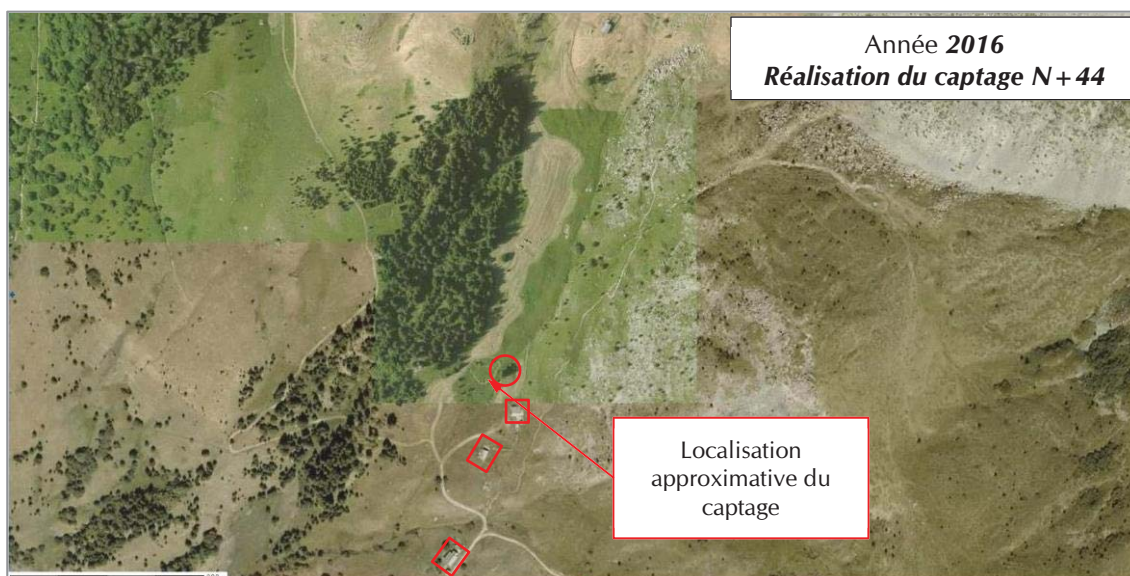 Année 2016
Réalisation du captage N+44
Localisation
approximative du
captage